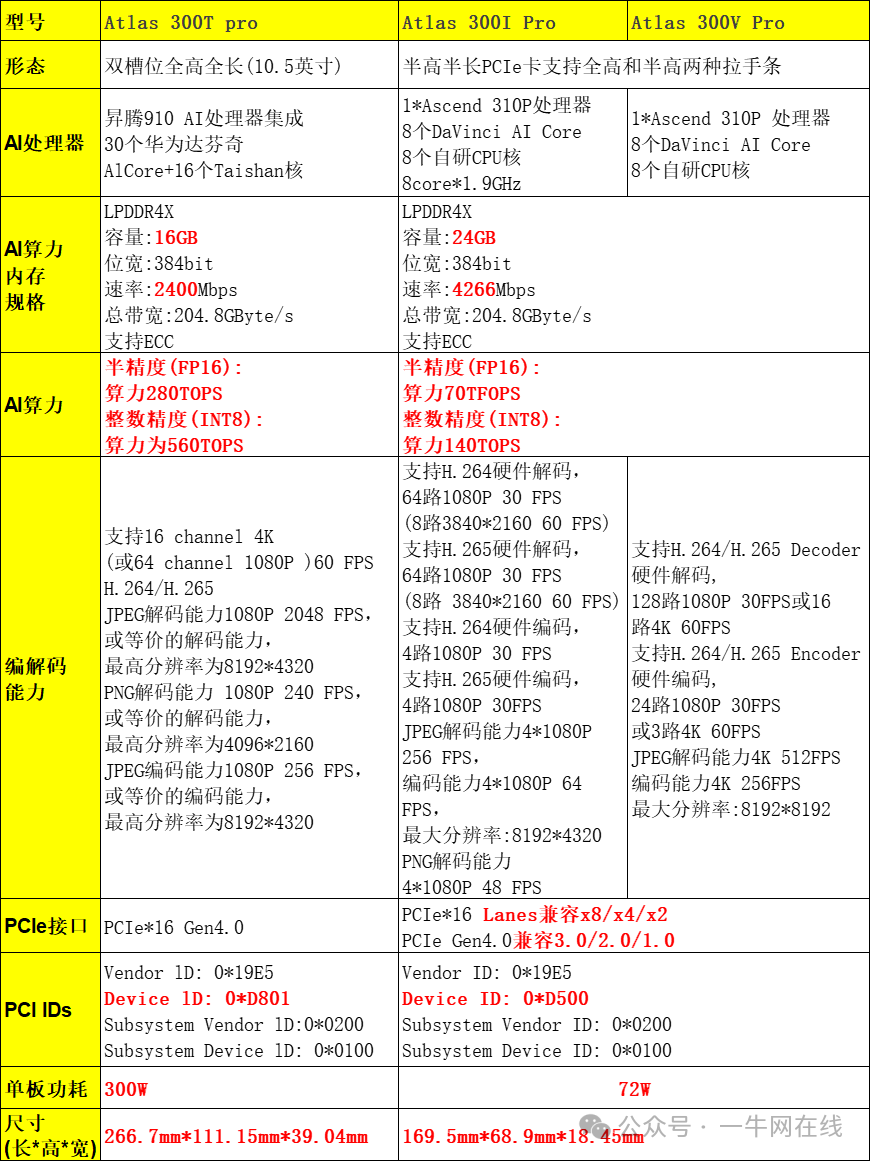 型号
Atlas 300T pro
Atlas 300I Pro
Atlas 300V Pro
形态
双槽位全高全长(10.5英寸)
半高半长PCIe卡支持全高和半高两种拉手条
AI处理器
昇腾910 AI处理器集成
30个华为达芬奇
AlCore+16个Taishan核
1*Ascend 310P处理器
8个DaVinci AI Core
8个自研CPU核
8core*1.9GHz
1*Ascend 310P 处理器
8个DaVinci AI Core
8个自研CPU核
AI算力
内存
规格
LPDDR4X
容量:16GB
位宽:384bit
速率:2400Mbps
总带宽:204.8GByte/s
支持ECC
LPDDR4X
容量:24GB
位宽:384bit
速率:4266Mbps
总带宽:204.8GByte/s
支持ECC
AI算力
半精度(FP16):
算力280TOPS
整数精度(INT8):
算力为560TOPS
半精度(FP16):
算力70TFOPS
整数精度(INT8):
算力140TOPS
编解码
能力
支持16 channel 4K
(或64 channel 1080P )60 FPS
H.264/H.265
JPEG解码能力1080P 2048 FPS,
或等价的解码能力,
最高分辨率为8192*4320
PNG解码能力 1080P 240 FPS,
或等价的解码能力,
最高分辨率为4096*2160
JPEG编码能力1080P 256 FPS,
或等价的编码能力,
最高分辨率为8192*4320
支持H.264硬件解码,
64路1080P 30 FPS
(8路3840*2160 60 FPS)
支持H.265硬件解码,
64路1080P 30 FPS
(8路 3840*2160 60 FPS)
支持H.264硬件编码,
4路1080P 30 FPS
支持H.265硬件编码,
4路1080P 30FPS
JPEG解码能力4*1080P
256 FPS,
编码能力4*1080P 64
FPS,
最大分辨率:8192*4320
PNG解码能力
4*1080P 48 FPS
支持H.264/H.265 Decoder
硬件解码,
128路1080P 30FPS或16
路4K 60FPS
支持H.264/H.265 Encoder
硬件编码,
24路1080P 30FPS
或3路4K 60FPS
JPEG解码能力4K 512FPS
编码能力4K 256FPS
最大分辨率:8192*8192
PCIe接口
PCIe*16 Gen4.0
PCIe*16 Lanes兼容x8/x4/x2
PCIe Gen4.0兼容3.0/2.0/1.0
PCI IDs
Vendor lD: 0*19E5
Device lD: 0*D801
Subsystem Vendor lD:0*0200
Subsystem Device lD: 0*0100
Vendor ID: 0*19E5
Device ID: 0*D500
Subsystem Vendor ID: 0*0200
Subsystem Device ID: 0*0100
单板功耗
300W
72W
尺寸
(长*高*宽)
266.7mm*111.15mm*39.04mm
169.5mm*68.9mm*18.45mm
公众号·一牛网在线